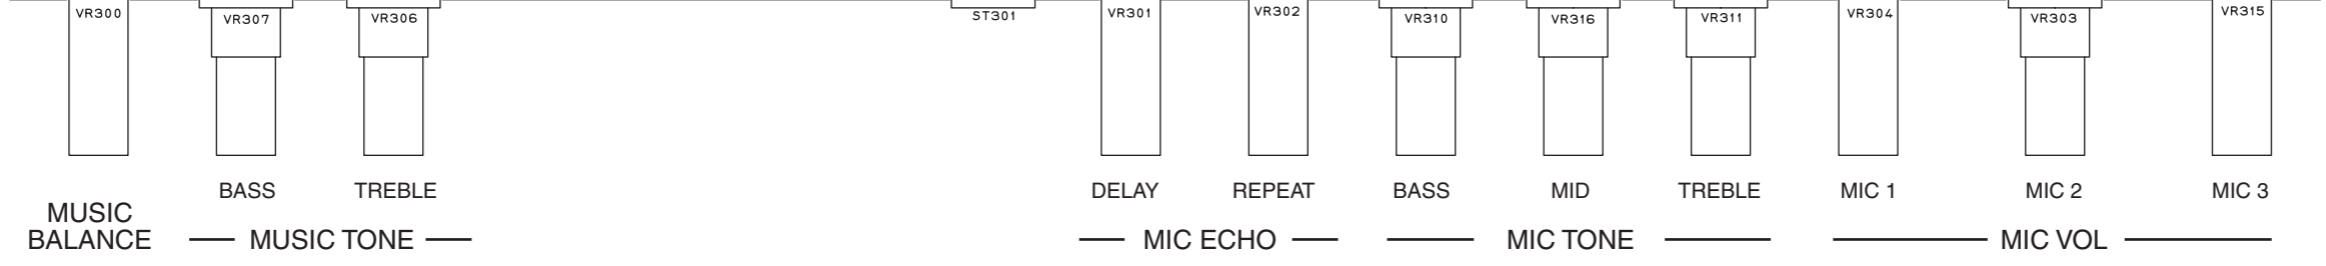 VR300 VR307 VR306 ST301 VR301 VR302 VR310 VR316 VR311 VR304 VR303 VR315
BASS TREBLE DELAY REPEAT BASS MID TREBLE MIC 1 MIC 2 MIC 3
MUSIC
BALANCE MUSIC TONE MIC ECHO MIC TONE MIC VOL